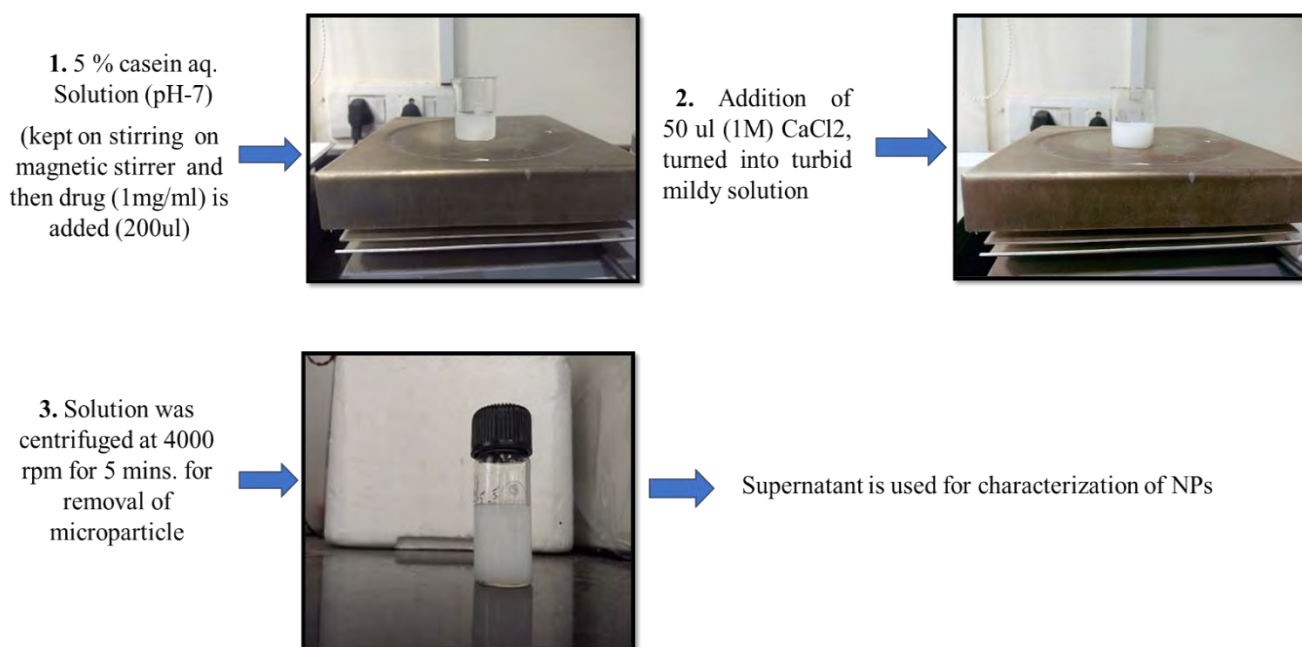 1. 5 % casein aq.
Solution (pH-7)
(kept on stirring on
magnetic stirrer and
then drug (1mg/ml) is
added (200ul)
2. Addition of
50 ul (1M) CaCl2,
turned into turbid
mildy solution
3. Solution was
centrifuged at 4000
rpm for 5 mins. for
removal of
microparticle
Supernatant is used for characterization of NPs